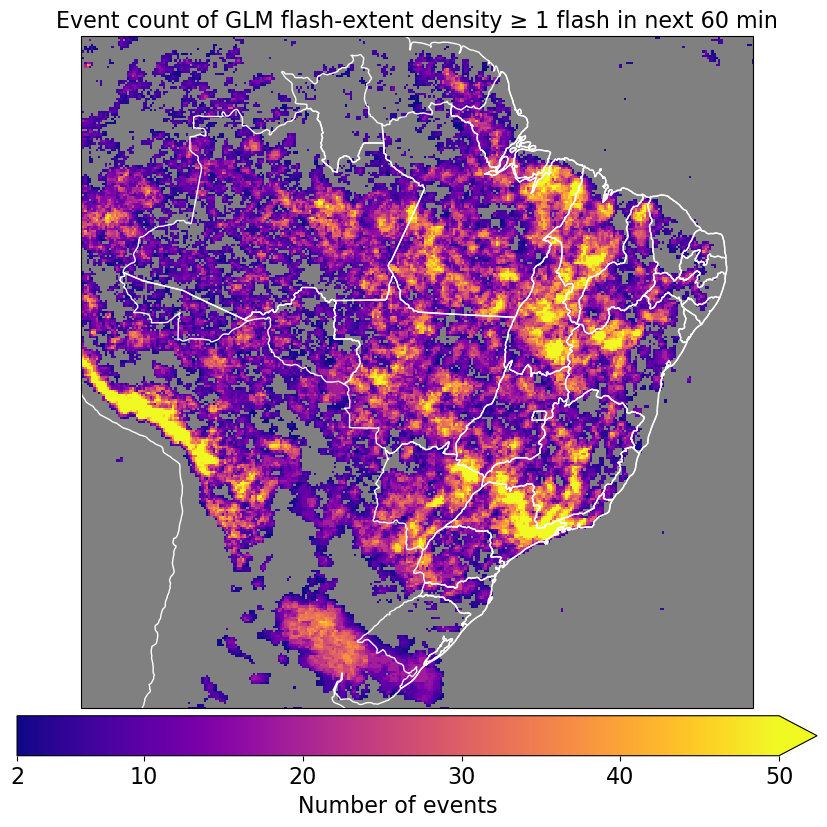 Event count of GLM flash-extent density ≥ 1 flash in next 60 min
2 10 20 30 40 50
Number of events